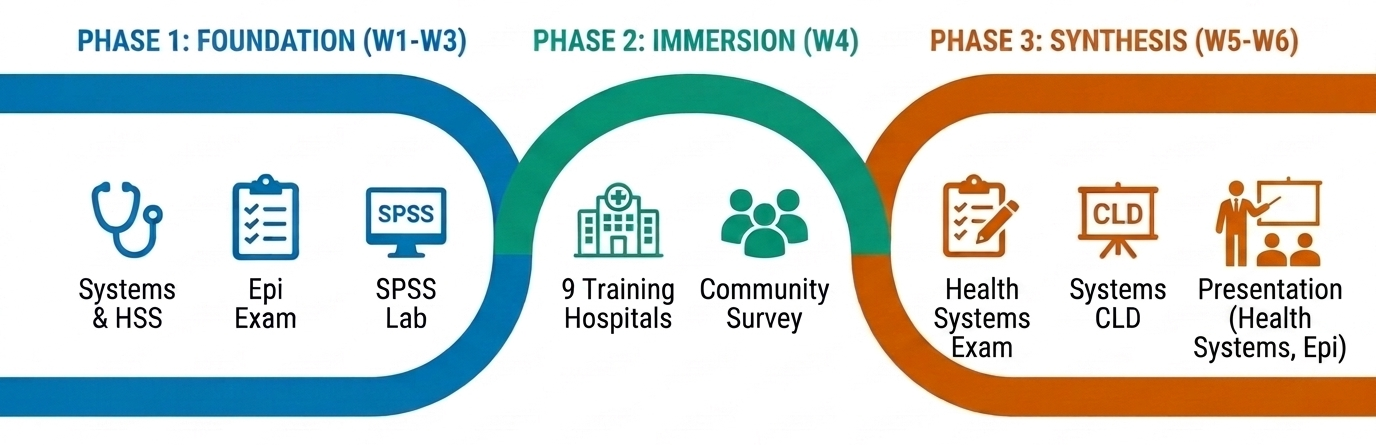 PHASE 1: FOUNDATION (W1-W3)
PHASE 2: IMMERSION (W4)
PHASE 3: SYNTHESIS (W5-W6)
Systems
& HSS
Epi
Exam
SPSS
SPSS
Lab
9 Training
Hospitals
Community
Survey
Health
Systems
Exam
CLD
Systems
CLD
Presentation
(Health
Systems, Epi)